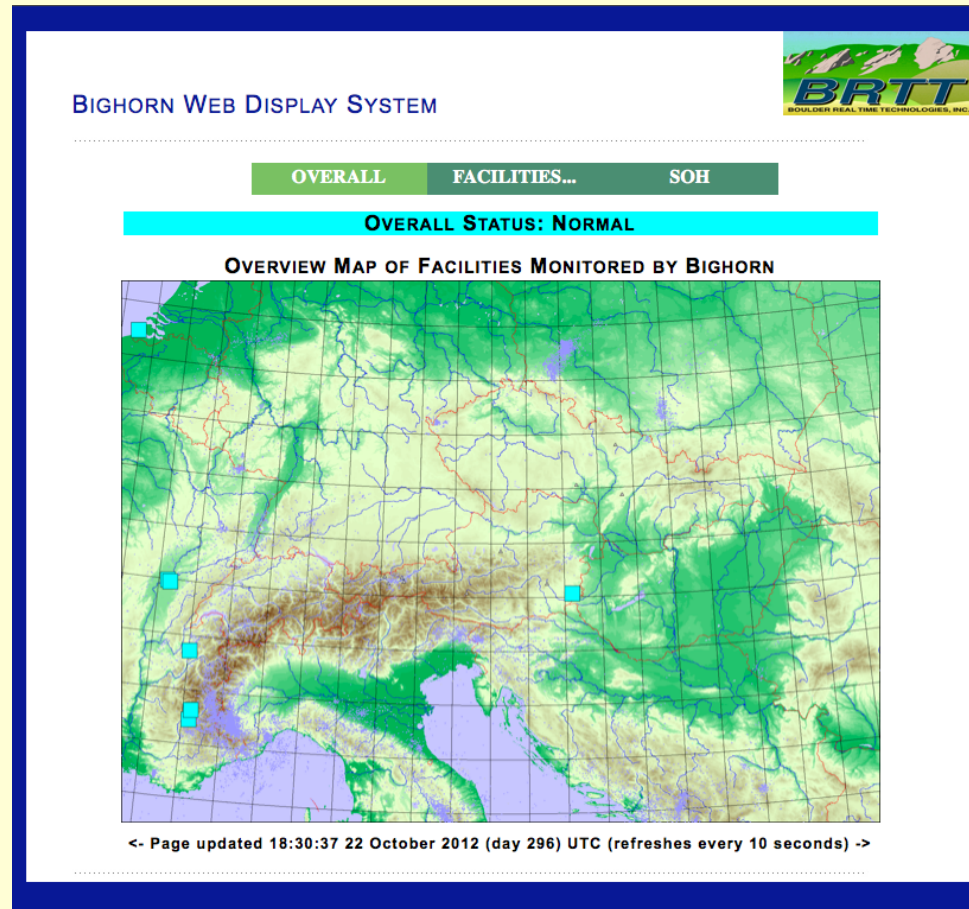 BRTT
BOULDER REAL TIME TECHNOLOGIES, INC.
BIGHORN WEB DISPLAY SYSTEM
OVERALL FACILITIES... SOH
OVERALL STATUS: NORMAL
OVERVIEW MAP OF FACILITIES MONITORED BY BIGHORN
<- Page updated 18:30:37 22 October 2012 (day 296) UTC (refreshes every 10 seconds) ->